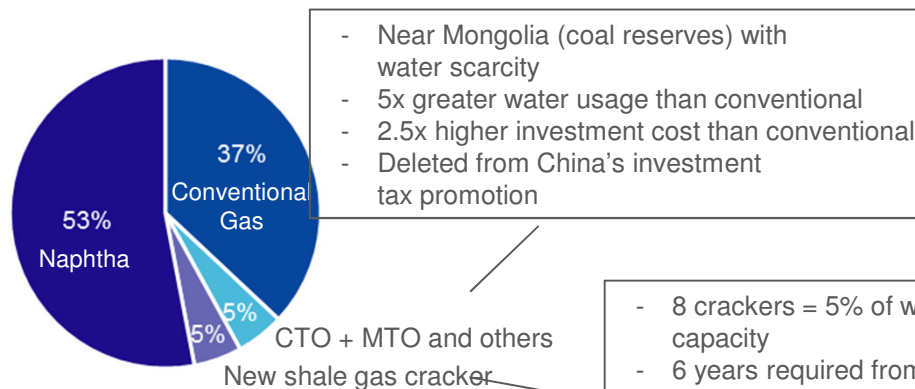 - Near Mongolia (coal reserves) with
water scarcity
- 5x greater water usage than conventional
- 2.5x higher investment cost than conventional
- Deleted from China's investment
tax promotion
37%
Conventional
Gas
53%
Naphtha
5%
5%
CTO + MTO and others
New shale gas cracker
- 8 crackers = 5% of
capacity
- 6 years required from